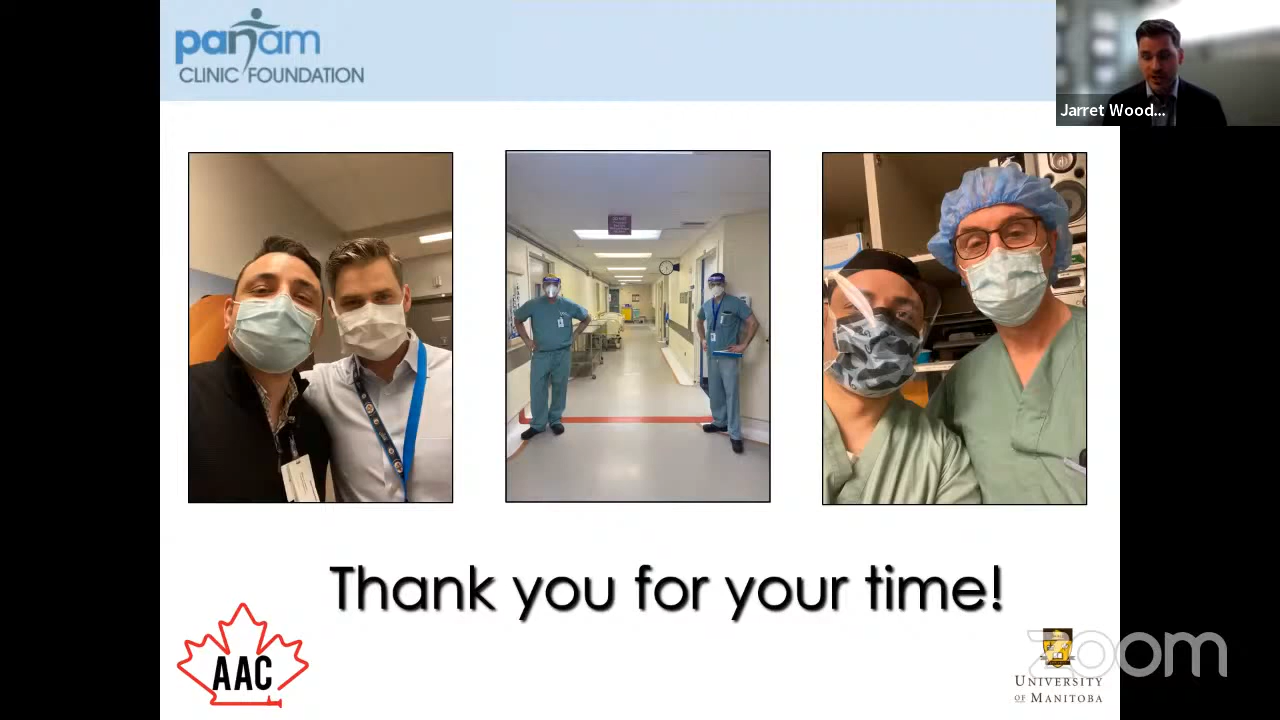 panam
CLINIC FOUNDATION
Jarret Wood...
Thank you for your time!
AAC
zoom
UNIVERSITY
OF MANITOBA